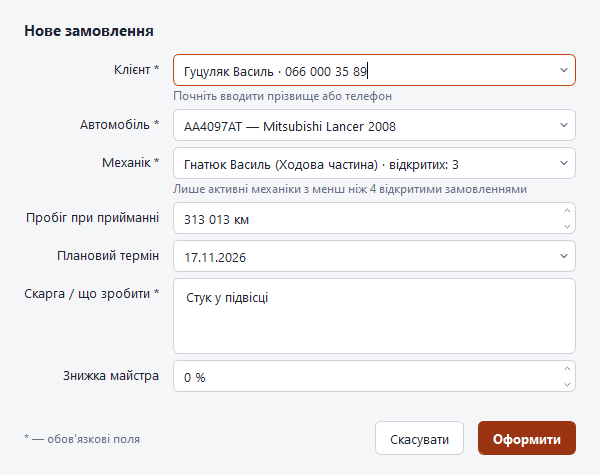 Нове замовлення
Клієнт * Гуцуляк Василь · 066 000 35 89
Почніть вводити прізвище або телефон
Автомобіль * АА4097АТ — Mitsubishi Lancer 2008
Механік * Гнатюк Василь (Ходова частина) · відкритих: 3
Лише активні механіки з менш ніж 4 відкритими замовленнями
Пробіг при прийманні 313 013 км
Плановий термін 17.11.2026
Скарга / що зробити * Стук у підвісці
Знижка майстра 0 %
* — обов'язкові поля Скасувати Оформити